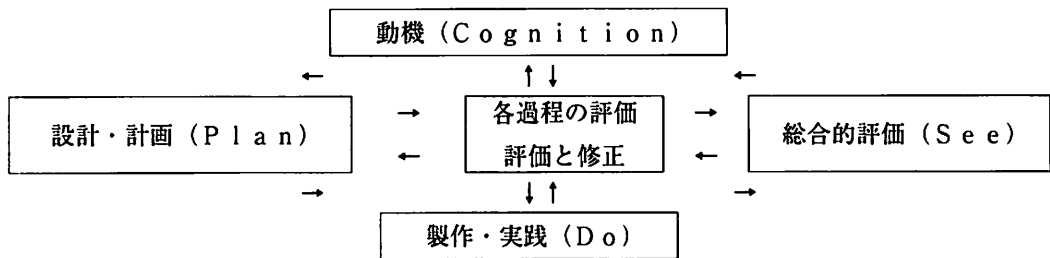 動機（Cognition）
← ↑↓ ←
設計・計画（Plan） → 各過程の評価 → 総合的評価（See）
← 評価と修正 ←
→ ↓↑ →
製作・実践（Do）